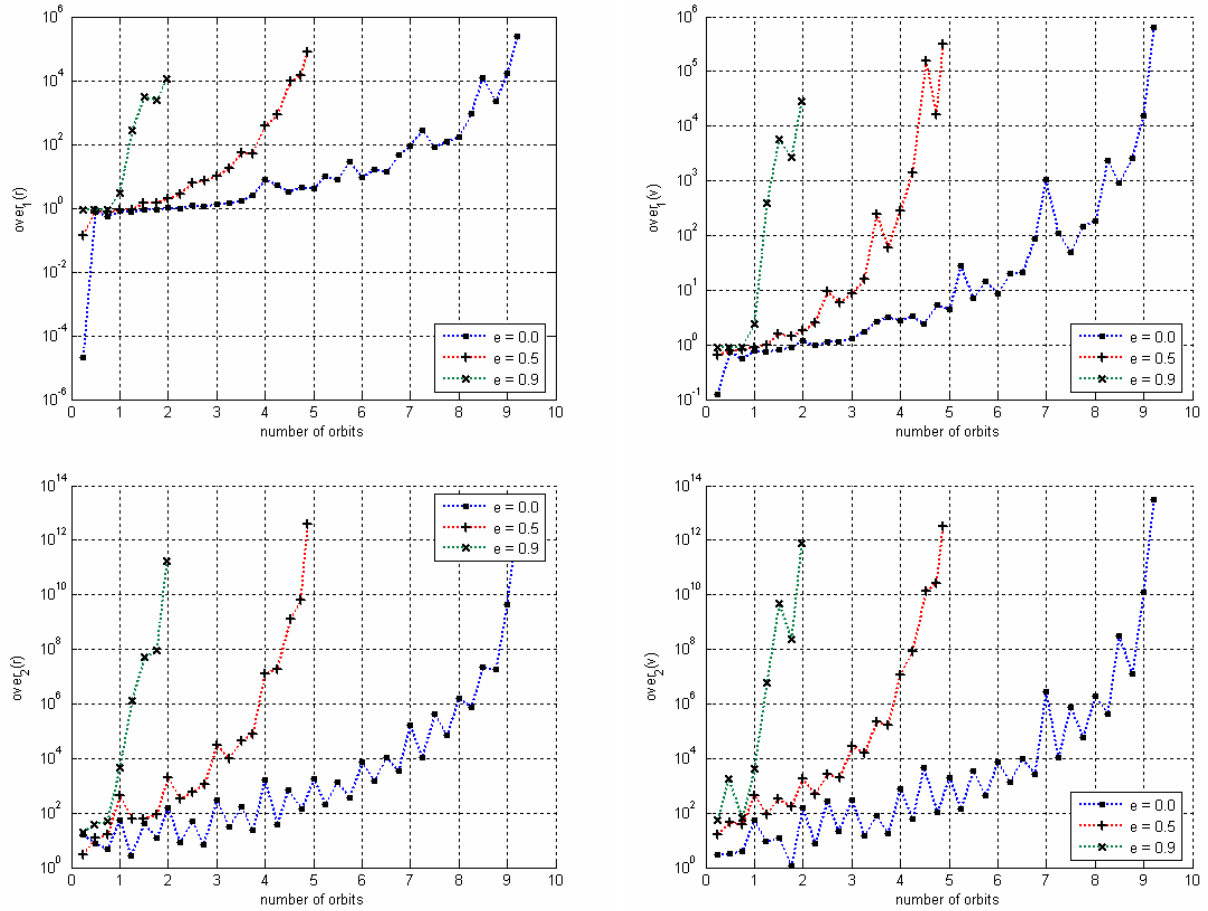 10^6
10^4
10^2
10^0
10^-2
10^-4
10^-6
over_1(r)
0 1 2 3 4 5 6 7 8 9 10
number of orbits
e = 0.0
e = 0.5
e = 0.9
10^6
10^5
10^4
10^3
10^2
10^1
10^0
10^-1
over_1(v)
0 1 2 3 4 5 6 7 8 9 10
number of orbits
e = 0.0
e = 0.5
e = 0.9
10^14
10^12
10^10
10^8
10^6
10^4
10^2
10^0
over_2(r)
0 1 2 3 4 5 6 7 8 9 10
number of orbits
e = 0.0
e = 0.5
e = 0.9
10^14
10^12
10^10
10^8
10^6
10^4
10^2
10^0
over_2(v)
0 1 2 3 4 5 6 7 8 9 10
number of orbits
e = 0.0
e = 0.5
e = 0.9